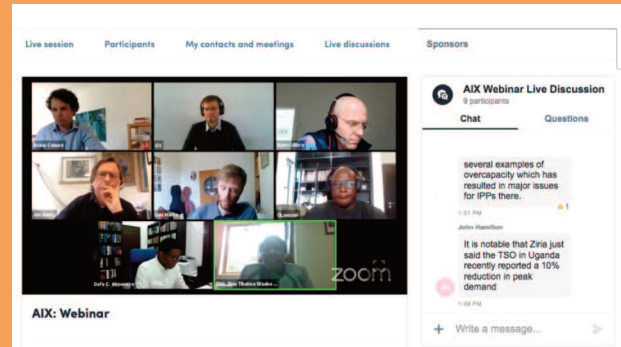 Live session Participants My contacts and meetings Live discussions Sponsors
AIX Webinar Live Discussion
9 participants
Chat Questions
several examples of
overcapacity which has
resulted in major issues
for IPPs there.
1
1:31 PM
John Hamilton
It is notable that Ziria just
said the TSO in Uganda
recently reported a 10%
reduction in peak
demand
1:49 PM
zoom
AIX: Webinar
+ Write a message...